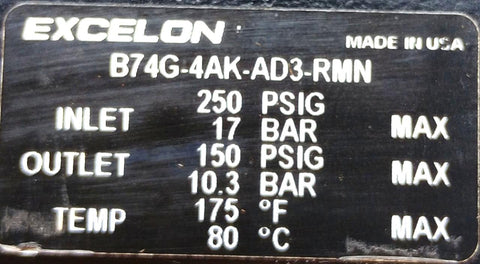 EXCELON
MADE IN USA
B74G-4AK-AD3-RMN
INLET 250 PSIG
17 BAR MAX
OUTLET 150 PSIG
10.3 BAR MAX
TEMP 175 °F
80 °C MAX